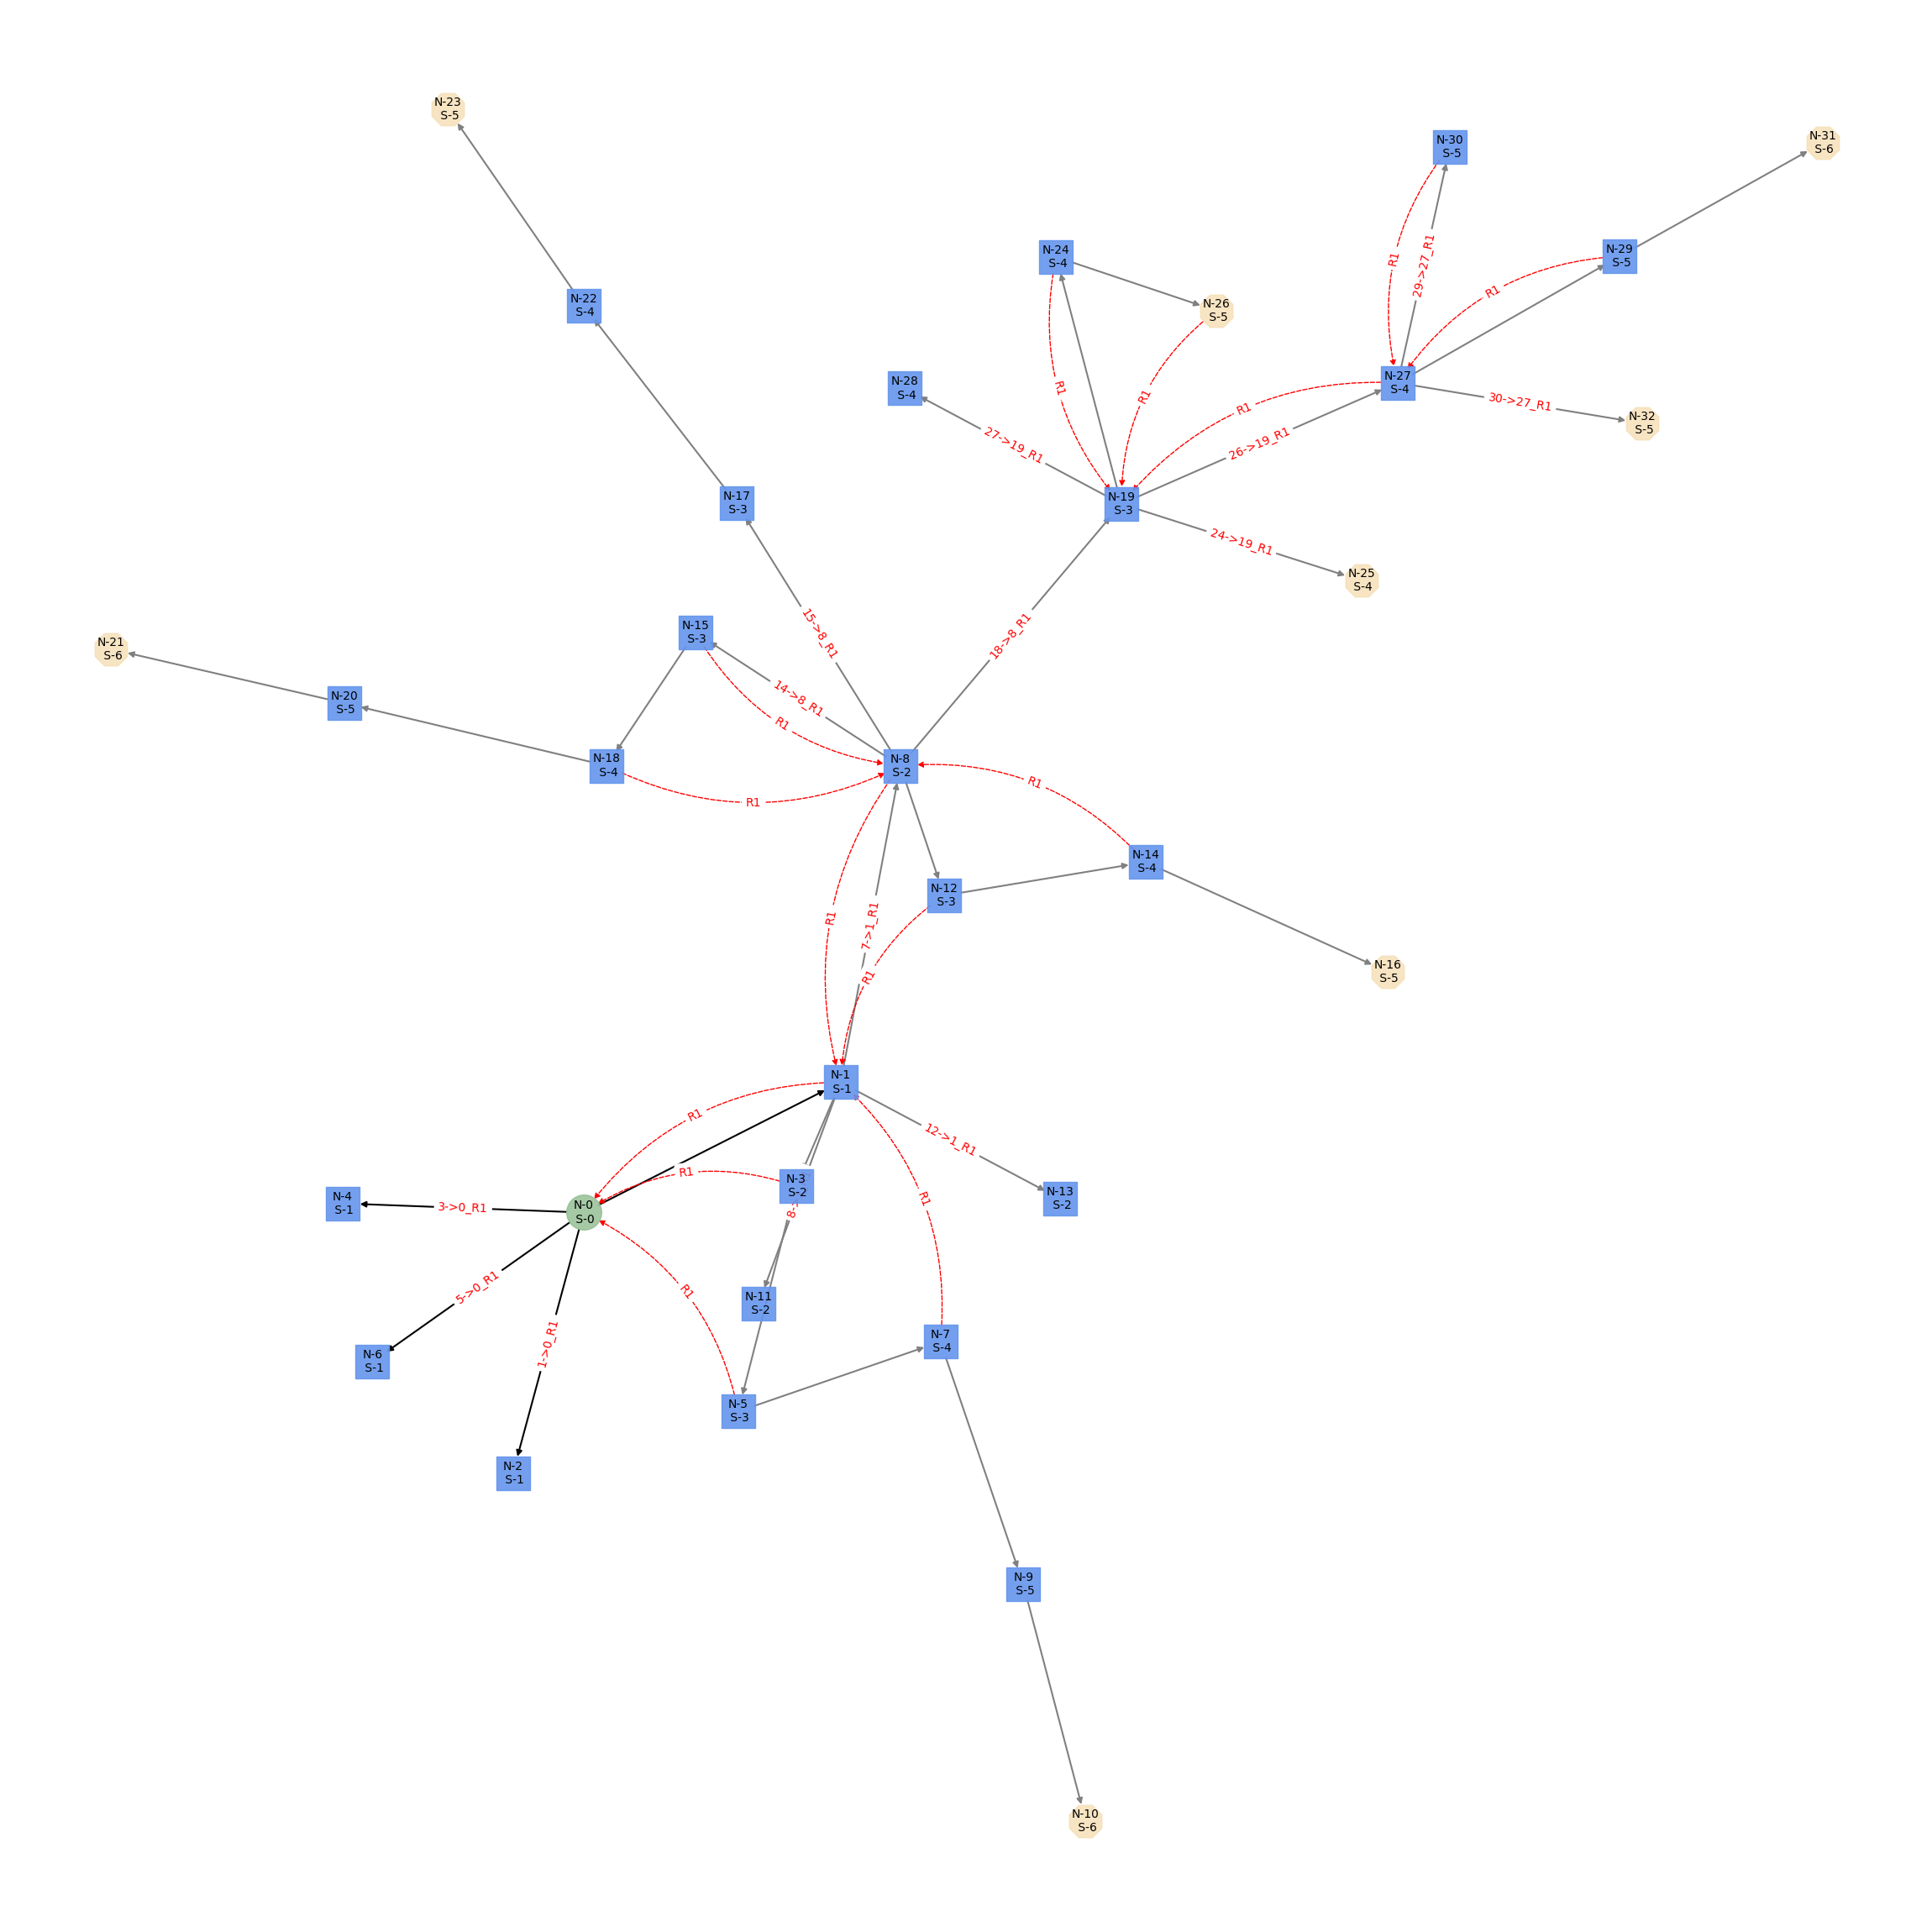 N-23
S-5
N-31
S-6
N-30
S-5
N-24
S-4
N-29
S-5
R1
29->27_R1
R1
N-26
S-5
N-22
S-4
N-28
S-4
R1
R1
N-27
S-4
R1
30->27_R1
N-32
S-5
27->19_R1
26->19_R1
N-17
S-3
N-19
S-3
24->19_R1
N-25
S-4
15->8_R1
18->8_R1
N-15
S-3
N-21
S-6
14->8_R1
N-20
S-5
R1
N-18
S-4
N-8
S-2
R1
R1
N-14
S-4
N-12
S-3
R1
7->1_R1
R1
N-16
S-5
N-1
S-1
R1
12->1_R1
R1
N-3
S-2
N-4
S-1
3->0_R1
N-0
S-0
8-
R1
N-13
S-2
5->0_R1
R1
N-11
S-2
1->0_R1
N-7
S-4
N-6
S-1
N-5
S-3
N-2
S-1
N-9
S-5
N-10
S-6